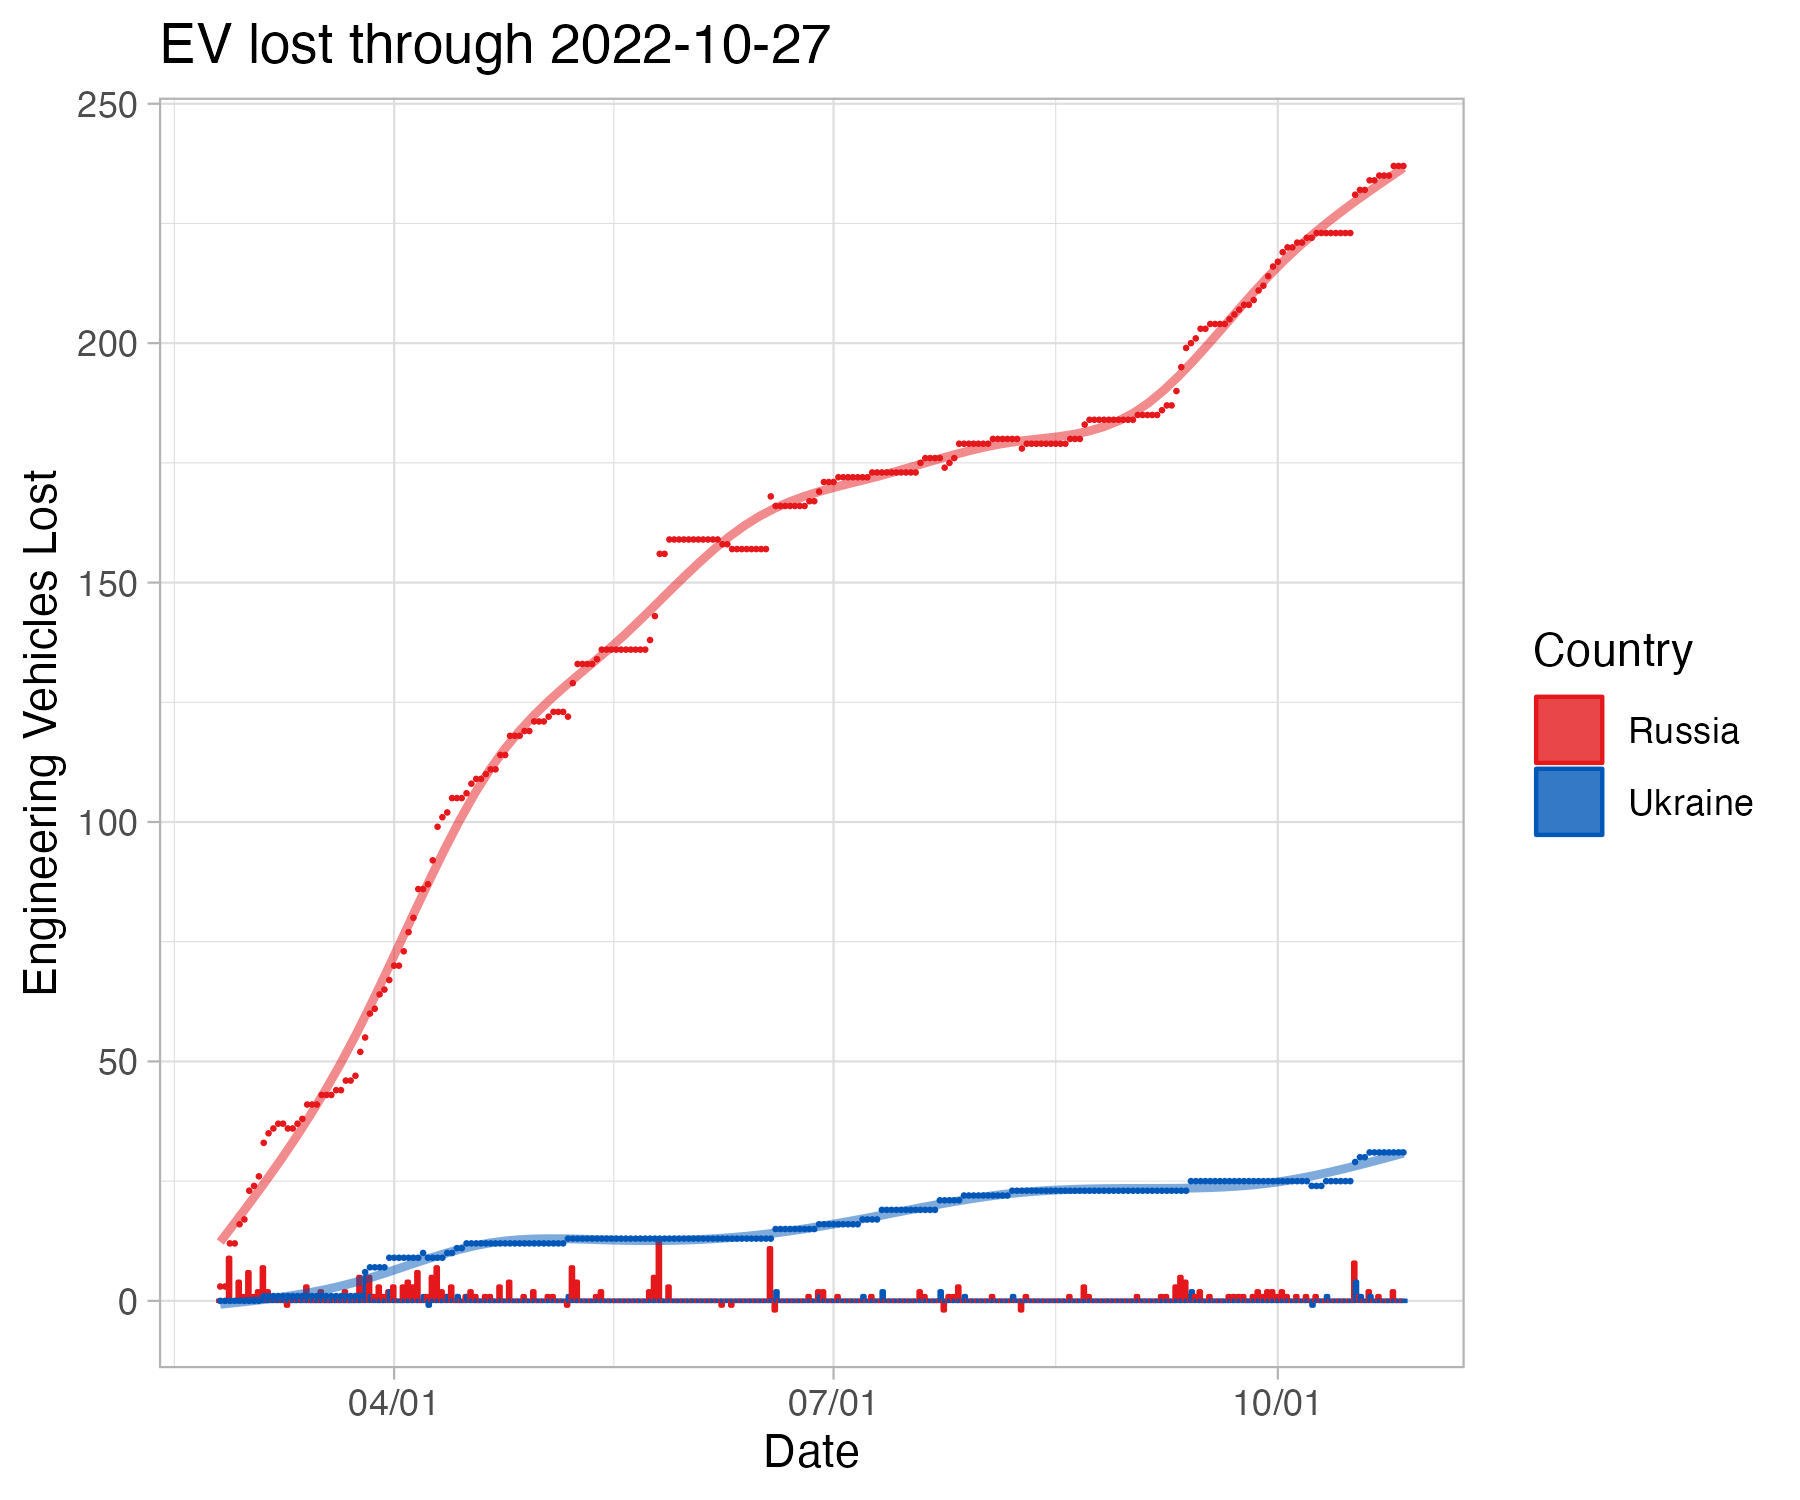 EV lost through 2022-10-27
Engineering Vehicles Lost
250
200
150
100
50
0
04/01
07/01
10/01
Date
Country
Russia
Ukraine